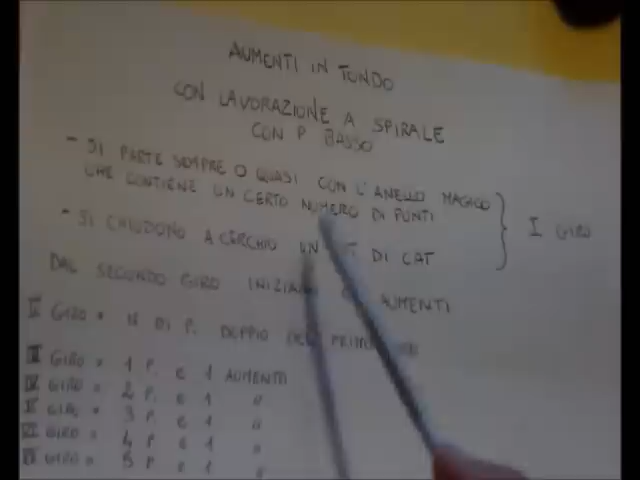 AUMENTI IN TONDO
CON LAVORAZIONE A SPIRALE
CON P BASSO
- SI PARTE SEMPRE O QUASI CON L'ANELLO MAGICO
CHE CONTIENE UN CERTO NUMERO DI PUNTI
I GIRO
- SI CHIUDONO A CERCHIO UN DI CAT
DAL SECONDO GIRO AUMENTI
II GIRO = N DI P. DOPPIO DEL PRIMO
III GIRO = 1 P. E 1 AUMENTO
IV GIRO = 2 P. E 1 "
V GIRO = 3 P. E 1 "
VI GIRO = 4 P E 1 "
GIRO = 5 P E 1 "